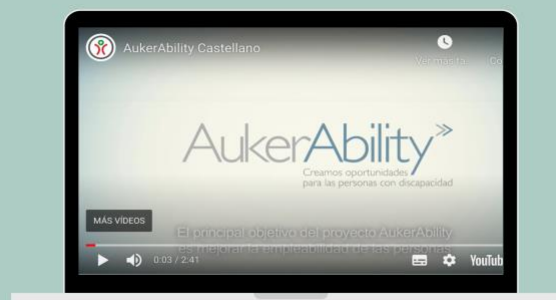 AukerAbility Castellano
Ver más ta...
Co
AukerAbility»
Creamos oportunidades
para las personas con discapacidad
MÁS VÍDEOS
El principal objetivo del proyecto AukerAbility
es mejorar la empleabilidad de las personas
0:03 / 2:41
YouTub